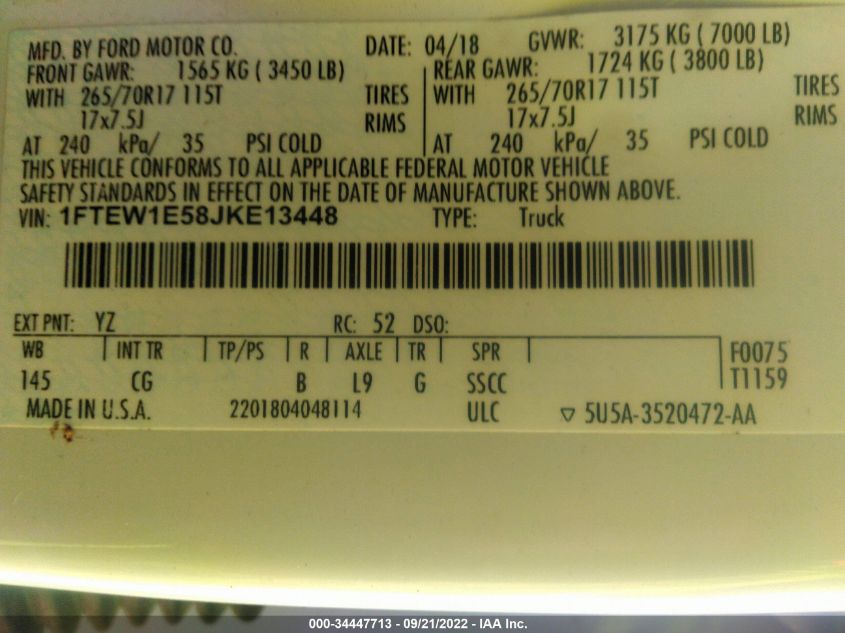 MFD. BY FORD MOTOR CO. DATE: 04/18 GVWR: 3175 KG ( 7000 LB)
FRONT GAWR: 1565 KG ( 3450 LB) REAR GAWR: 1724 KG ( 3800 LB)
WITH 265/70R17 115T TIRES WITH 265/70R17 115T TIRES
17x7.5J RIMS 17x7.5J RIMS
AT 240 kPa/ 35 PSI COLD AT 240 kPa/ 35 PSI COLD
THIS VEHICLE CONFORMS TO ALL APPLICABLE FEDERAL MOTOR VEHICLE
SAFETY STANDARDS IN EFFECT ON THE DATE OF MANUFACTURE SHOWN ABOVE.
VIN: 1FTEW1E58JKE13448 TYPE: Truck
EXT PNT: YZ RC: 52 DSO:
WB INT TR TP/PS R AXLE TR SPR F0075
145 CG B L9 G SSCC T1159
MADE IN U.S.A. 2201804048114 ULC ▽ 5U5A-3520472-AA
000-34447713 - 09/21/2022 - IAA Inc.